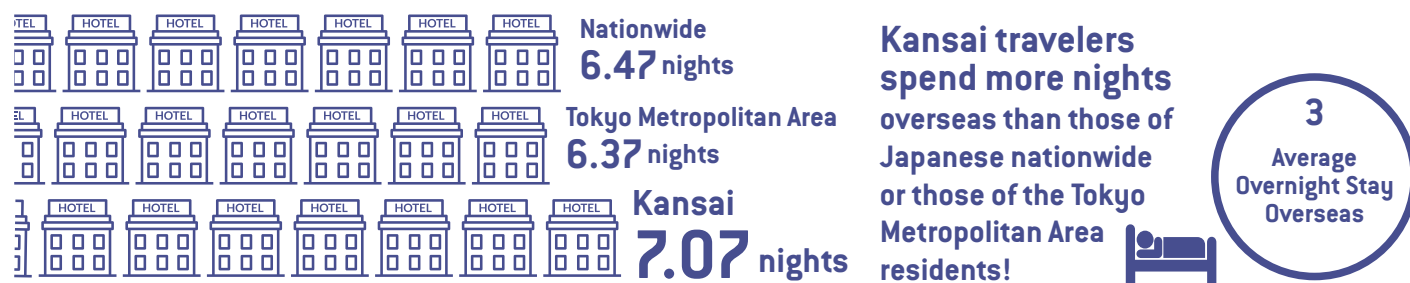 HOTEL HOTEL HOTEL HOTEL HOTEL HOTEL
Nationwide
6.47 nights
HOTEL HOTEL HOTEL HOTEL HOTEL HOTEL
Tokyo Metropolitan Area
6.37 nights
HOTEL HOTEL HOTEL HOTEL HOTEL HOTEL HOTEL
Kansai
7.07 nights
Kansai travelers
spend more nights
overseas than those of
Japanese nationwide
or those of the Tokyo
Metropolitan Area
residents!
3
Average
Overnight Stay
Overseas